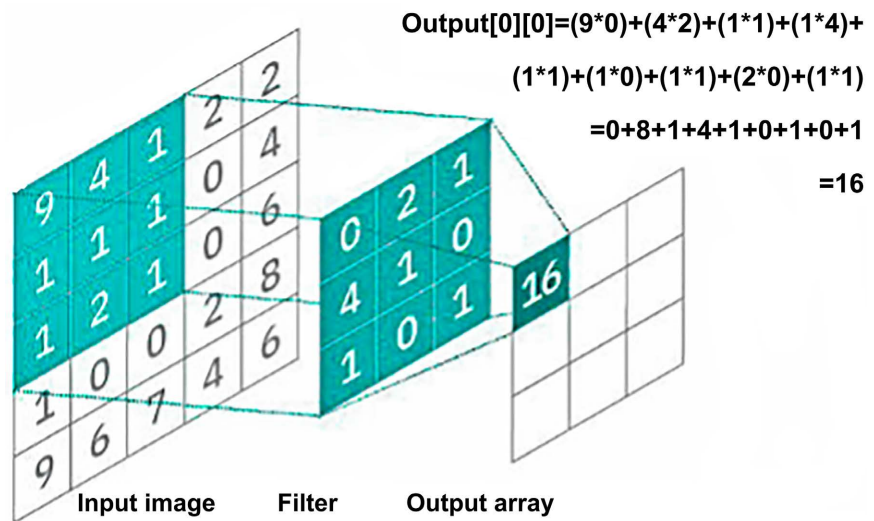 Output[0][0]=(9*0)+(4*2)+(1*1)+(1*4)+
(1*1)+(1*0)+(1*1)+(2*0)+(1*1)
=0+8+1+4+1+0+1+0+1
=16
9 4 1 2 2
1 1 1 0 4
1 2 1 0 6
1 0 0 2 8
9 6 7 4 6
0 2 1
4 1 0
1 0 1
16
Input image
Filter
Output array